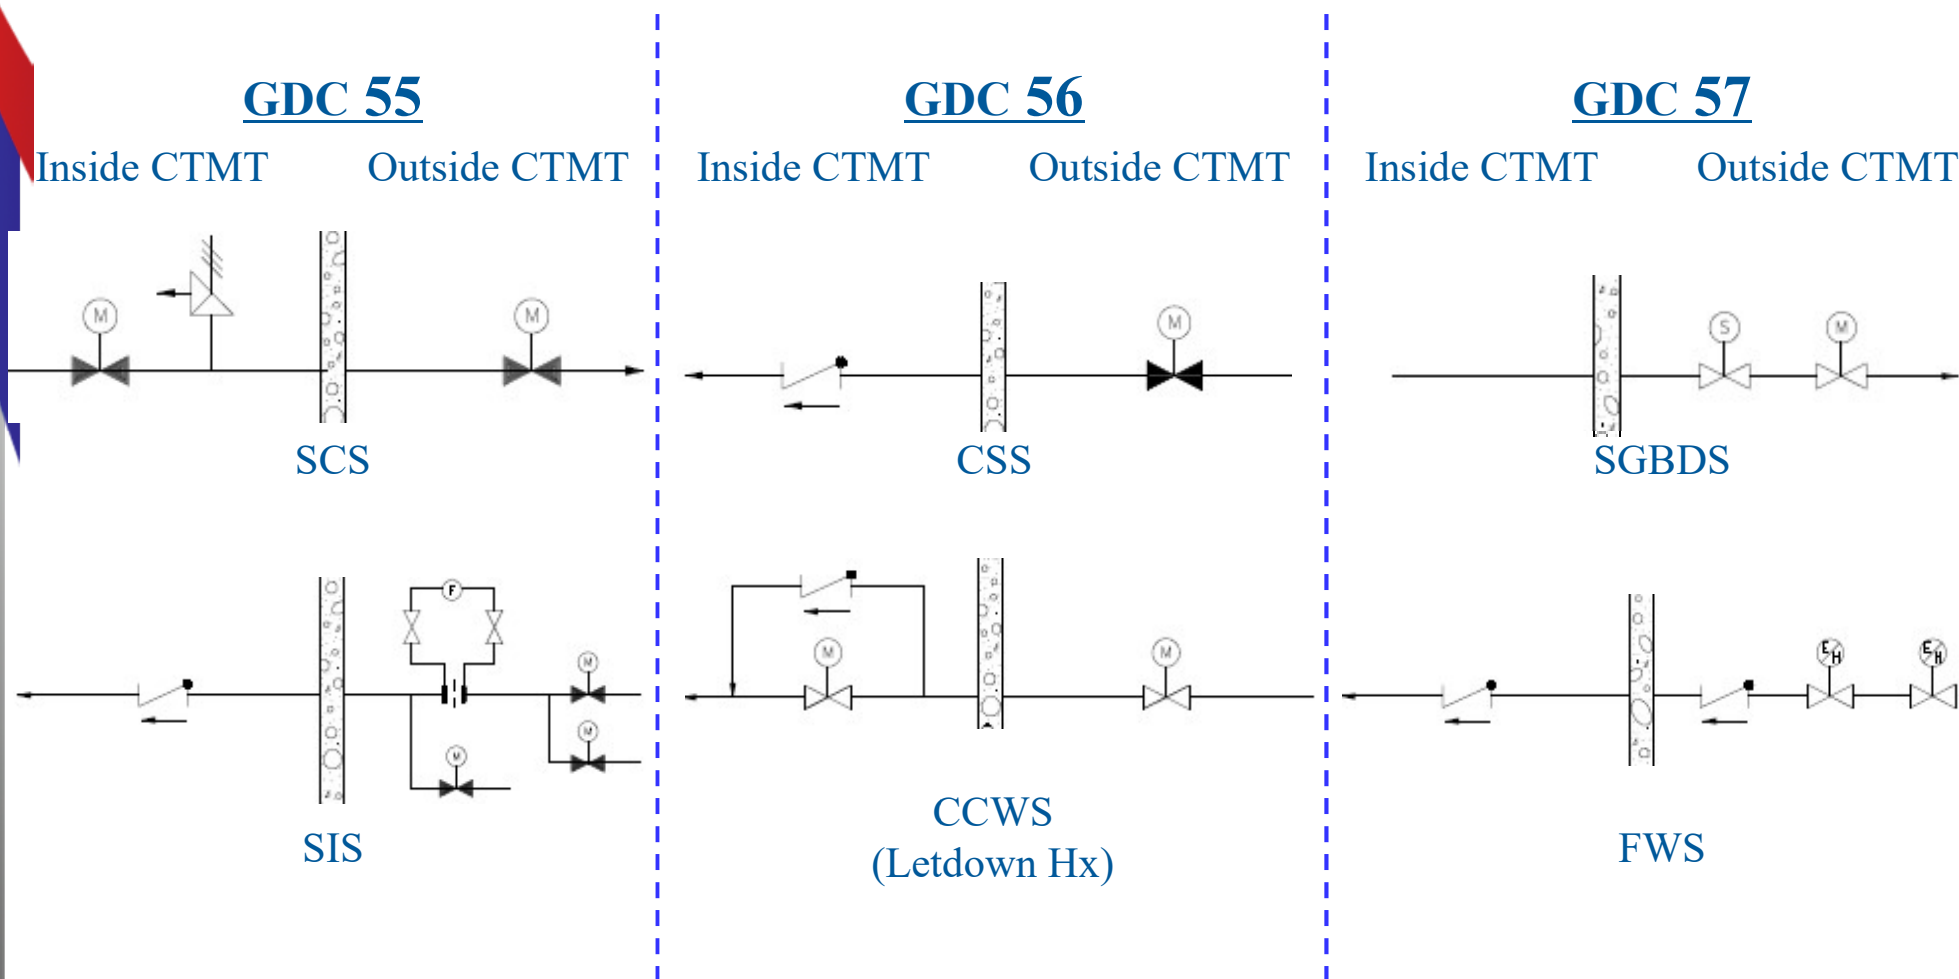 GDC 55
Inside CTMT Outside CTMT
M
M
SCS
F
M
M
M
SIS
GDC 56
Inside CTMT Outside CTMT
M
CSS
M
M
CCWS
(Letdown Hx)
GDC 57
Inside CTMT Outside CTMT
S
M
SGBDS
E/H
E/H
FWS